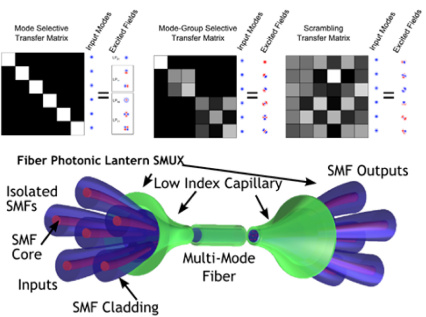 Mode Selective
Transfer Matrix
Input Modes
Excited Fields
Mode-Group Selective
Transfer Matrix
Input Modes
Excited Fields
Scrambling
Transfer Matrix
Input Modes
Excited Fields
=
=
=
Fiber Photonic Lantern SMUX
SMF Outputs
Low Index Capillary
Isolated
SMFs
SMF
Core
Multi-Mode
Fiber
Inputs
SMF Cladding